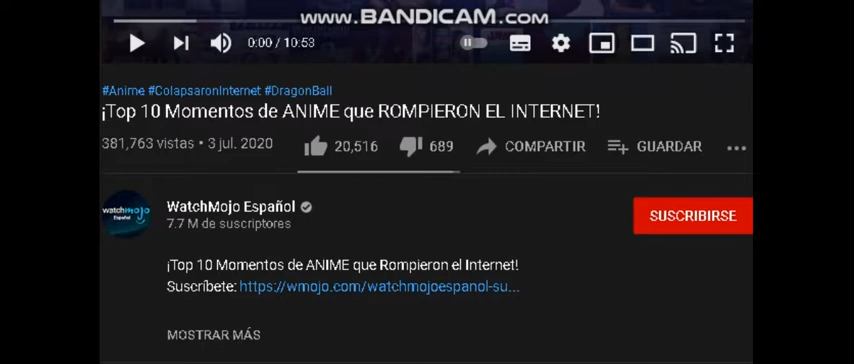 www.BANDICAM.com
0:00 / 10:53
#Anime #ColapsaronInternet #DragonBall
¡Top 10 Momentos de ANIME que ROMPIERON EL INTERNET!
381,763 vistas • 3 jul. 2020 20,516 689 COMPARTIR GUARDAR
watchmojo
Español
WatchMojo Español
7.7 M de suscriptores
SUSCRIBIRSE
¡Top 10 Momentos de ANIME que Rompieron el Internet!
Suscríbete: https://wmojo.com/watchmojoespanol-su...
MOSTRAR MÁS